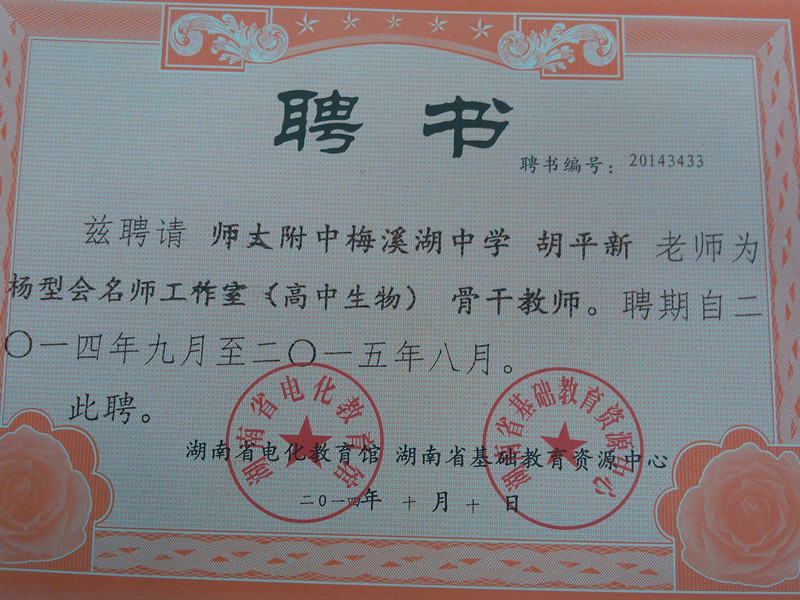 聘书
聘书编号：20143433
兹聘请 师大附中梅溪湖中学 胡平新 老师为
杨型会名师工作室（高中生物） 骨干教师。聘期自二
〇一四年九月至二〇一五年八月。
此聘。
湖南省电化教育馆 湖南省基础教育资源中心
二〇一四年 十 月 十 日
湖南省电化教育馆
湖南省基础教育资源中心